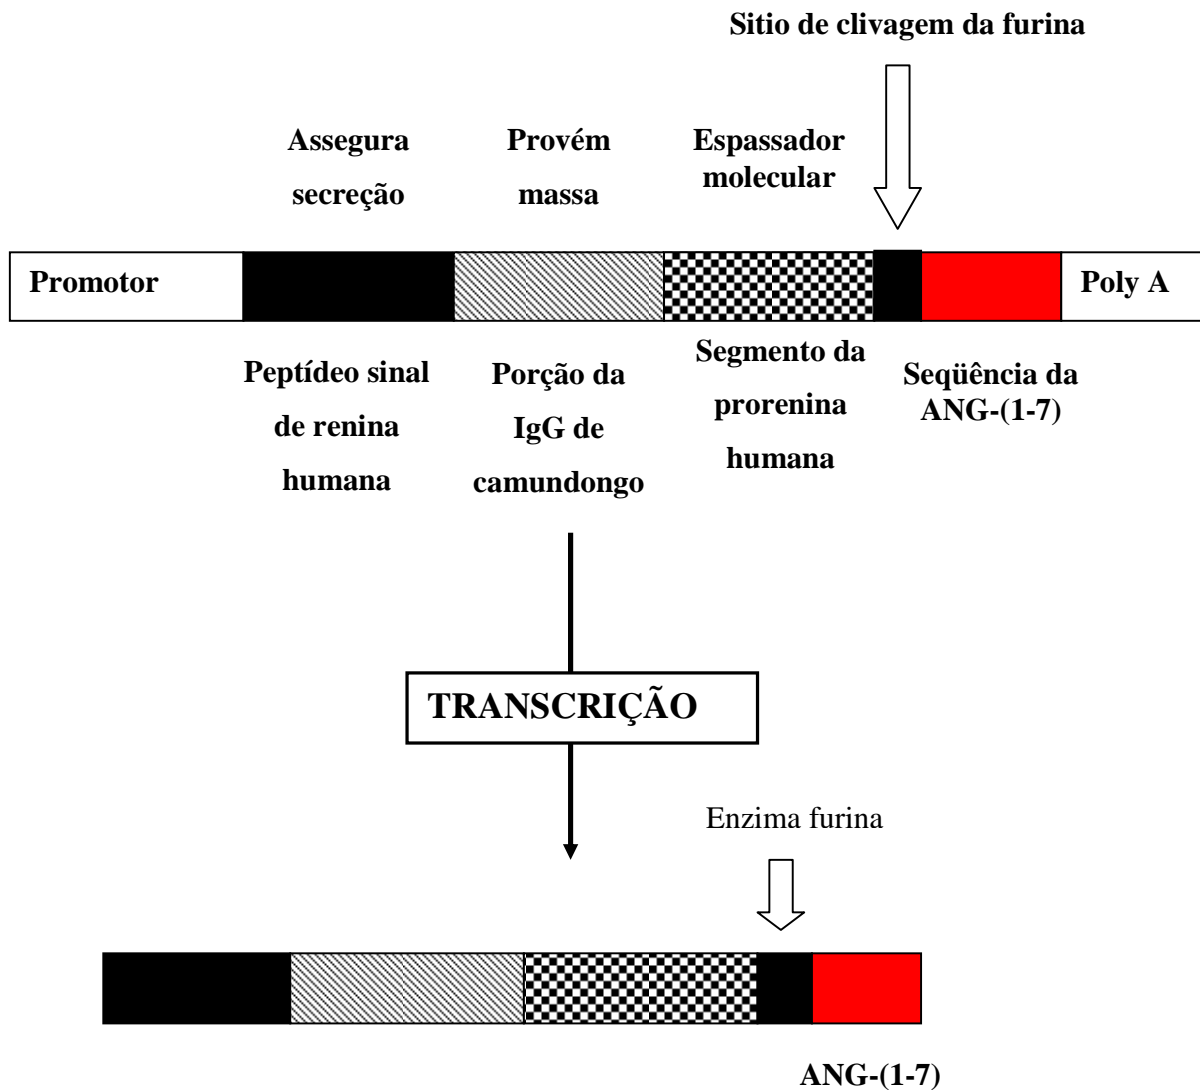 Sitio de clivagem da furina
Assegura
secreção
Provém
massa
Espassador
molecular
Promotor
Poly A
Peptídeo sinal
de renina
humana
Porção da
IgG de
camundongo
Segmento da
prorenina
humana
Seqüência da
ANG-(1-7)
TRANSCRIÇÃO
Enzima furina
ANG-(1-7)